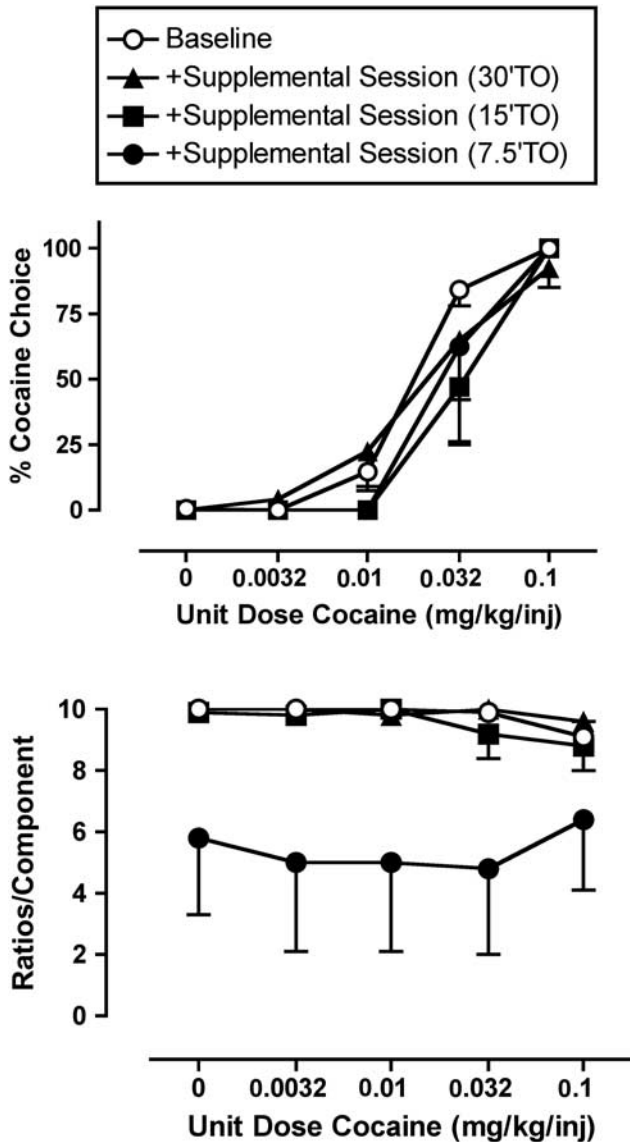 Baseline
+Supplemental Session (30'TO)
+Supplemental Session (15'TO)
+Supplemental Session (7.5'TO)
% Cocaine Choice
100
75
50
25
0
0 0.0032 0.01 0.032 0.1
Unit Dose Cocaine (mg/kg/inj)
Ratios/Component
10
8
6
4
2
0
0 0.0032 0.01 0.032 0.1
Unit Dose Cocaine (mg/kg/inj)